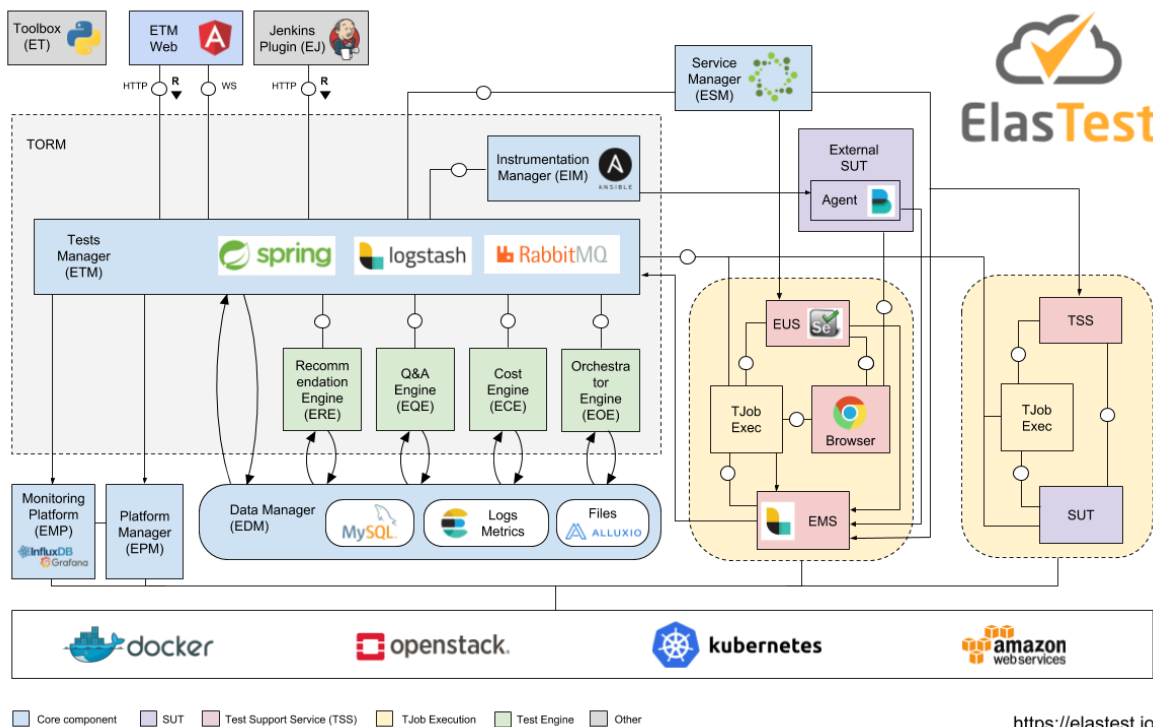 Toolbox
(ET)
ETM
Web
Jenkins
Plugin (EJ)
HTTP
R
WS
HTTP
R
Service
Manager
(ESM)
ElasTest
TORM
Instrumentation
Manager (EIM)
ANSIBLE
External
SUT
Agent
Tests
Manager
(ETM)
spring
logstash
RabbitMQ
EUS
Se
TSS
Recomm
endation
Engine
(ERE)
Q&A
Engine
(EQE)
Cost
Engine
(ECE)
Orchestra
tor Engine
(EOE)
TJob
Exec
Browser
TJob
Exec
Monitoring
Platform
(EMP)
InfluxDB
Grafana
Platform
Manager
(EPM)
Data Manager
(EDM)
MySQL
Logs
Metrics
Files
ALLUXIO
EMS
SUT
docker
openstack.
kubernetes
amazon
webservices
Core component
SUT
Test Support Service (TSS)
TJob Execution
Test Engine
Other
https://elastest.io